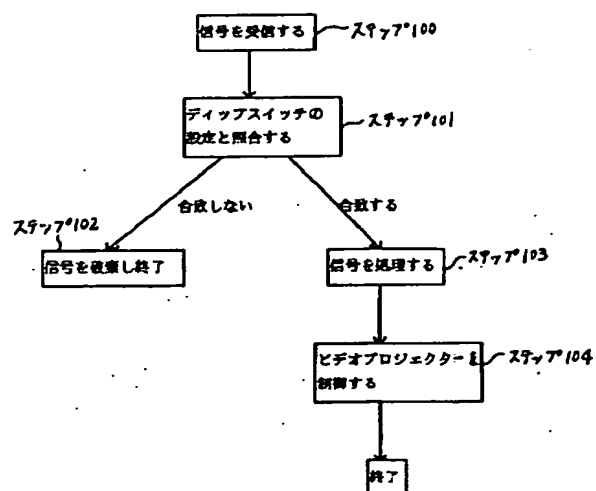 信号を受信する
ステップ100
ディップスイッチの
設定と照合する
ステップ101
合致しない
合致する
ステップ102
信号を破棄し終了
信号を処理する
ステップ103
ビデオプロジェクターを
制御する
ステップ104
終了